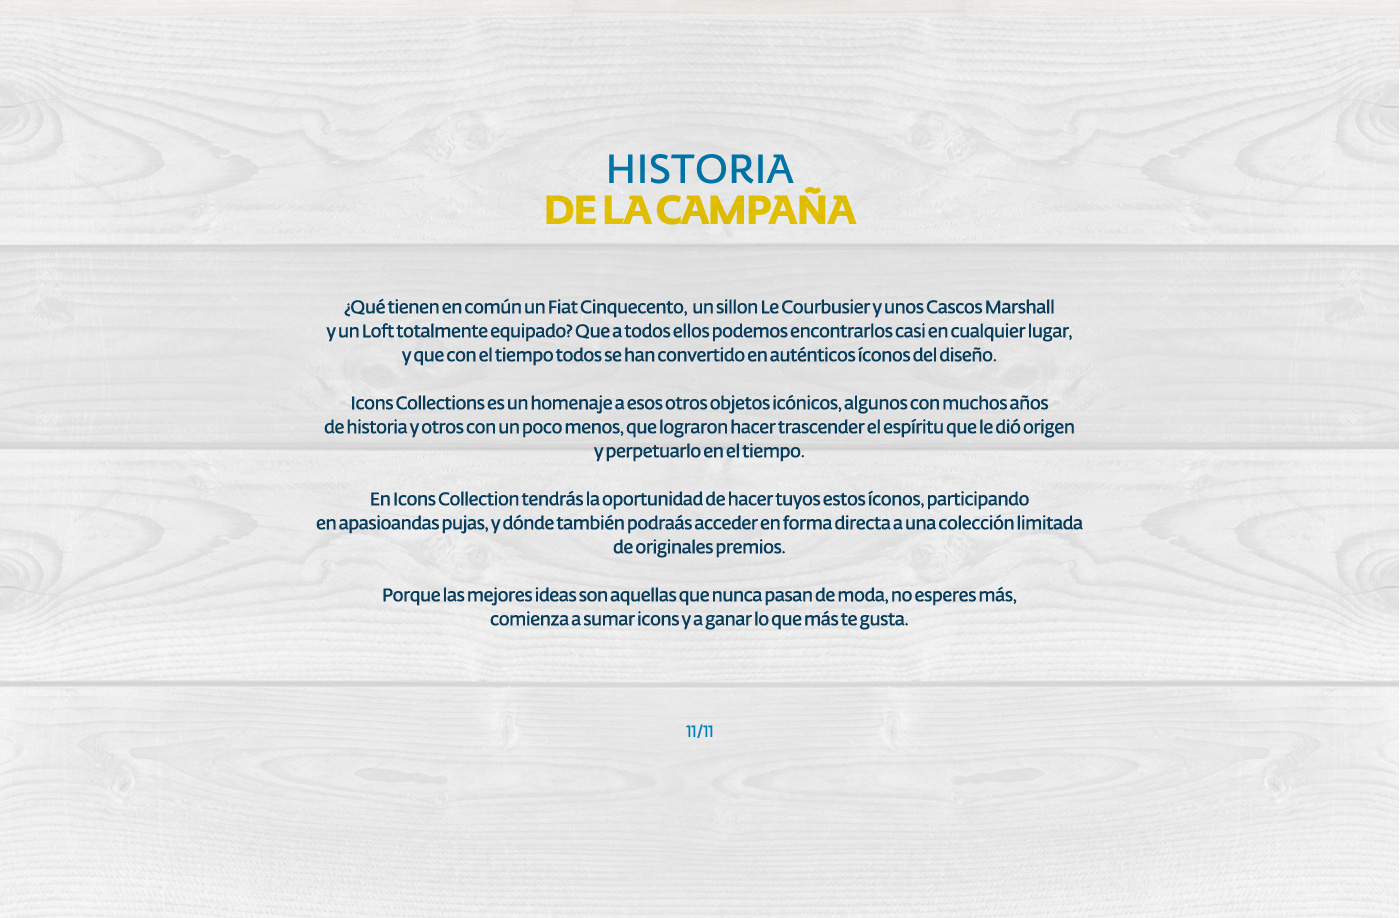 HISTORIA
DE LA CAMPAÑA
¿Qué tienen en común un Fiat Cinquecento, un sillon Le Courbusier y unos Cascos Marshall
y un Loft totalmente equipado? Que a todos ellos podemos encontrarlos casi en cualquier lugar,
y que con el tiempo todos se han convertido en auténticos íconos del diseño.
Icons Collections es un homenaje a esos otros objetos icónicos, algunos con muchos años
de historia y otros con un poco menos, que lograron hacer trascender el espíritu que le dió origen
y perpetuarlo en el tiempo.
En Icons Collection tendrás la oportunidad de hacer tuyos estos íconos, participando
en apasioandas pujas, y dónde también podraás acceder en forma directa a una colección limitada
de originales premios.
Porque las mejores ideas son aquellas que nunca pasan de moda, no esperes más,
comienza a sumar icons y a ganar lo que más te gusta.
11/11